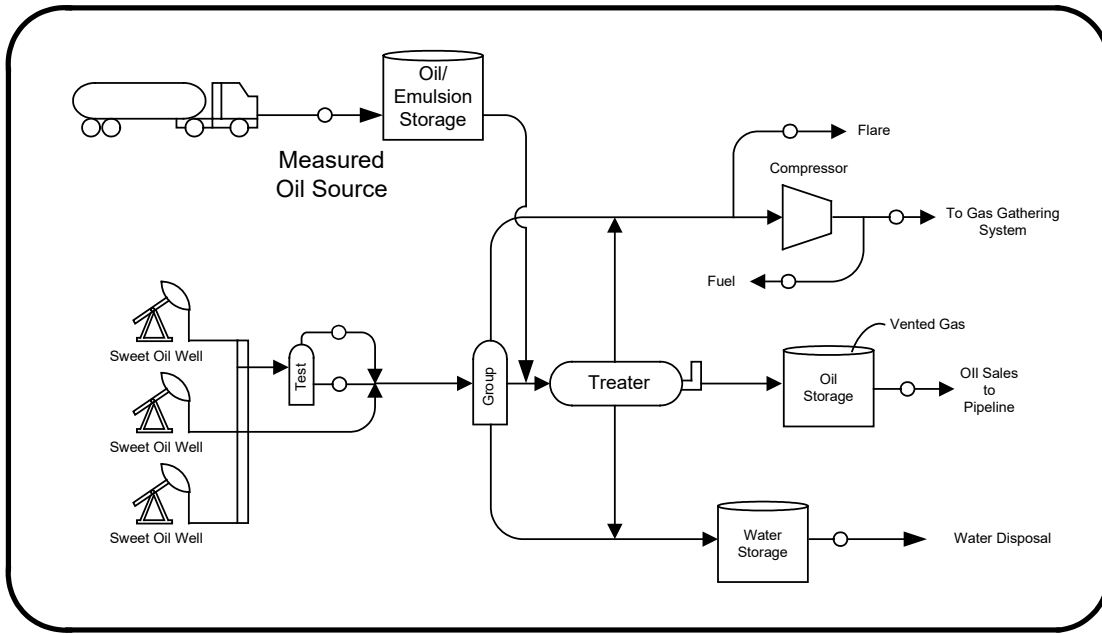 Oil/
Emulsion
Storage
Measured
Oil Source
Flare
Compressor
To Gas Gathering
System
Fuel
Vented Gas
Sweet Oil Well
Test
Group
Treater
Oil
Storage
OIl Sales
to
Pipeline
Sweet Oil Well
Sweet Oil Well
Water
Storage
Water Disposal